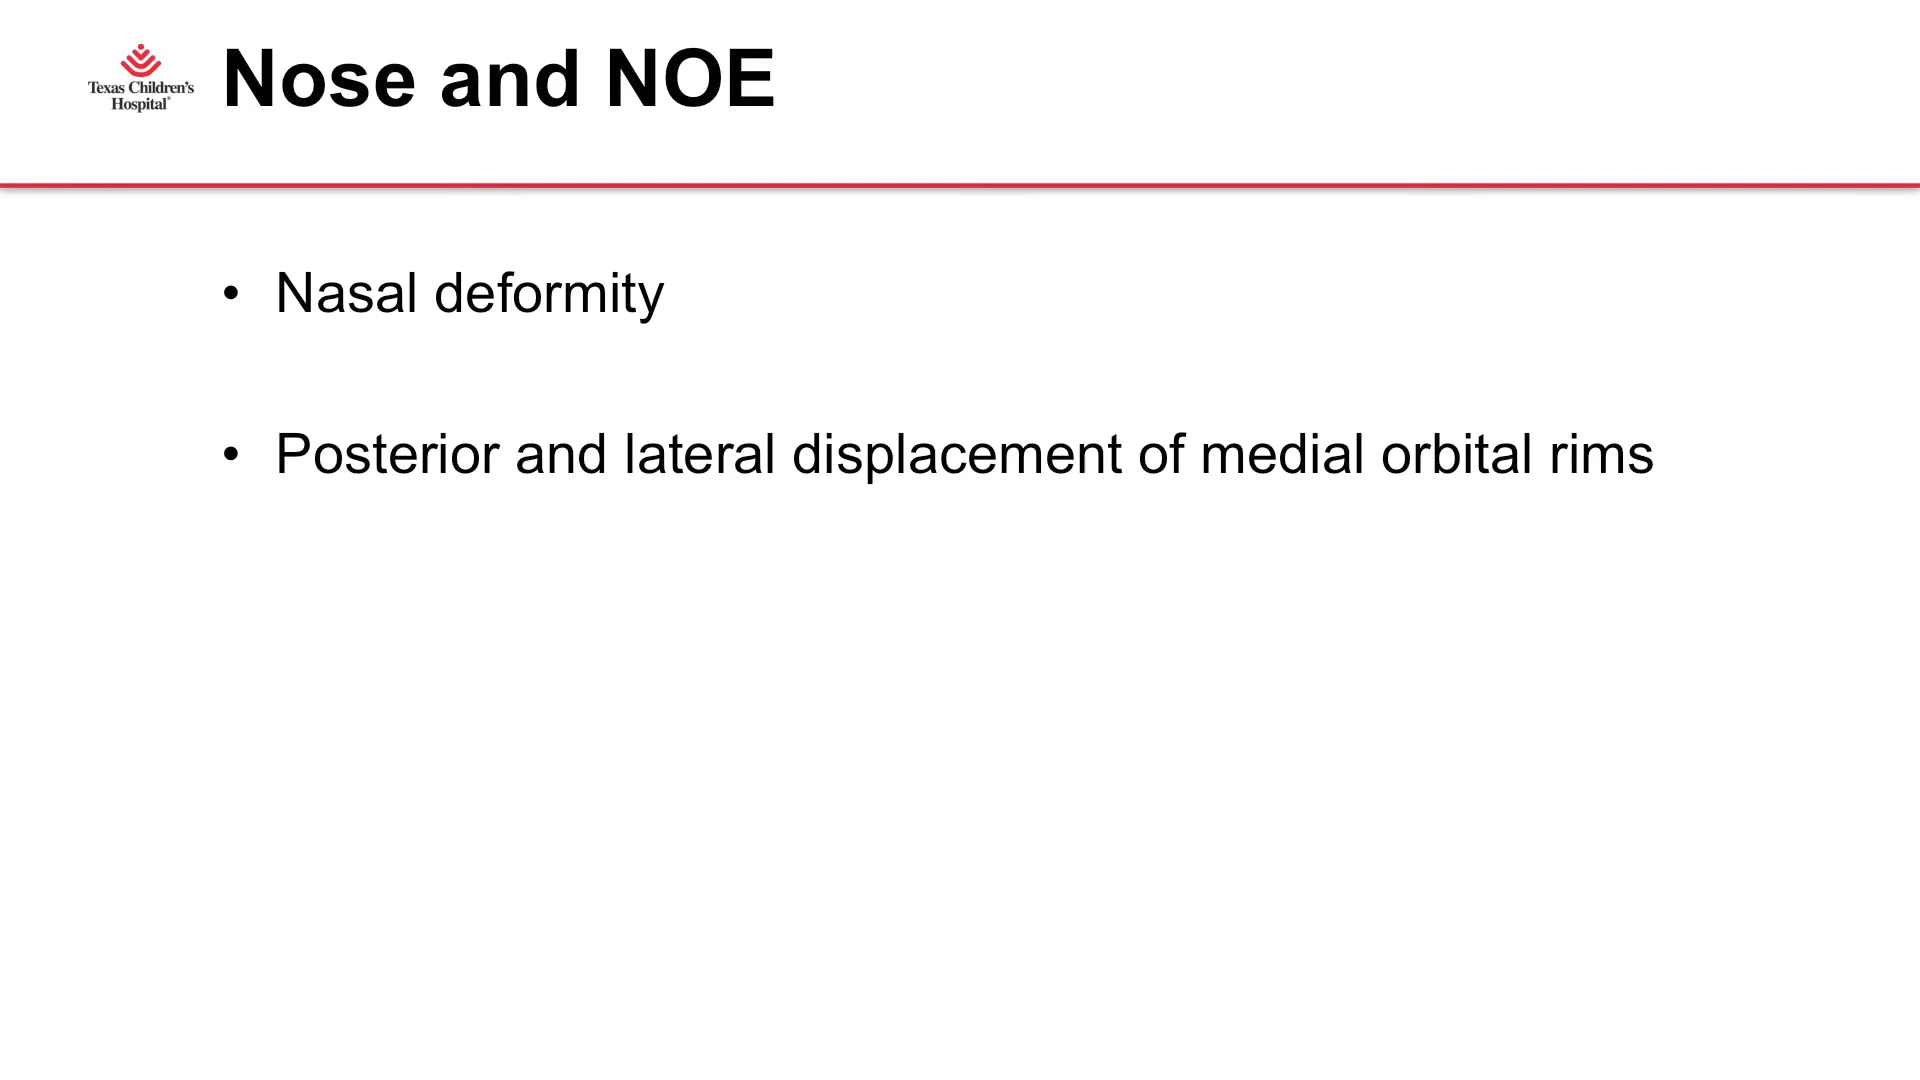 Texas Children's
Hospital®
Nose and NOE
• Nasal deformity
• Posterior and lateral displacement of medial orbital rims